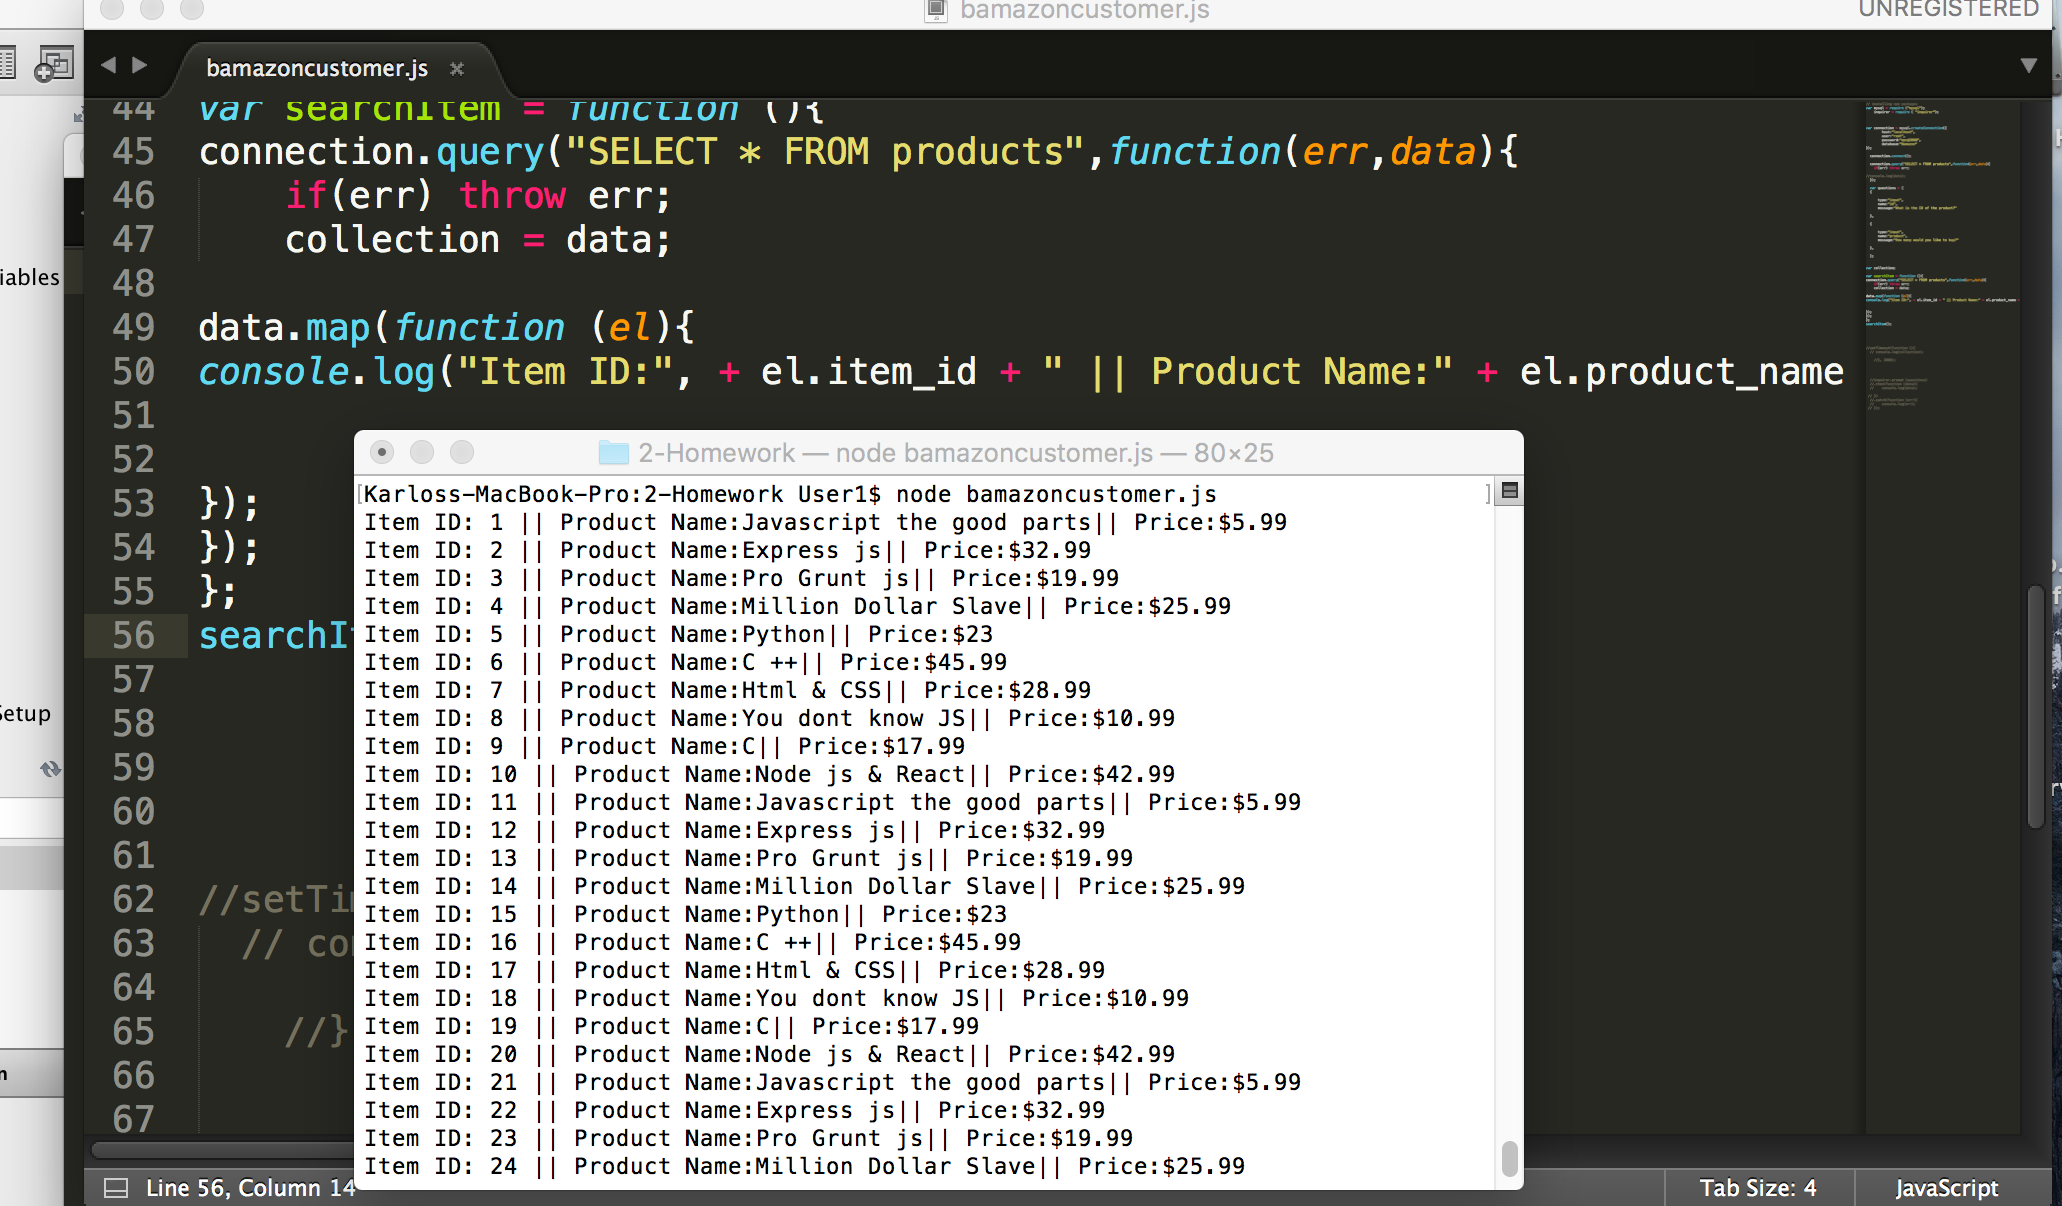 bamazoncustomer.js
UNREGISTERED
bamazoncustomer.js
44 var searchItem = function (){
45 connection.query("SELECT * FROM products",function(err,data){
46 if(err) throw err;
47 collection = data;
48
49 data.map(function (el){
50 console.log("Item ID:", + el.item_id + " || Product Name:" + el.product_name
51
52
53 });
54 });
55 };
56 searchI
57
58
59
60
61
62 //setTi
63 // con
64
65 //}
66
67
iables
Setup
2-Homework — node bamazoncustomer.js — 80×25
[Karloss-MacBook-Pro:2-Homework User1$ node bamazoncustomer.js ]
Item ID: 1 || Product Name:Javascript the good parts|| Price:$5.99
Item ID: 2 || Product Name:Express js|| Price:$32.99
Item ID: 3 || Product Name:Pro Grunt js|| Price:$19.99
Item ID: 4 || Product Name:Million Dollar Slave|| Price:$25.99
Item ID: 5 || Product Name:Python|| Price:$23
Item ID: 6 || Product Name:C ++|| Price:$45.99
Item ID: 7 || Product Name:Html & CSS|| Price:$28.99
Item ID: 8 || Product Name:You dont know JS|| Price:$10.99
Item ID: 9 || Product Name:C|| Price:$17.99
Item ID: 10 || Product Name:Node js & React|| Price:$42.99
Item ID: 11 || Product Name:Javascript the good parts|| Price:$5.99
Item ID: 12 || Product Name:Express js|| Price:$32.99
Item ID: 13 || Product Name:Pro Grunt js|| Price:$19.99
Item ID: 14 || Product Name:Million Dollar Slave|| Price:$25.99
Item ID: 15 || Product Name:Python|| Price:$23
Item ID: 16 || Product Name:C ++|| Price:$45.99
Item ID: 17 || Product Name:Html & CSS|| Price:$28.99
Item ID: 18 || Product Name:You dont know JS|| Price:$10.99
Item ID: 19 || Product Name:C|| Price:$17.99
Item ID: 20 || Product Name:Node js & React|| Price:$42.99
Item ID: 21 || Product Name:Javascript the good parts|| Price:$5.99
Item ID: 22 || Product Name:Express js|| Price:$32.99
Item ID: 23 || Product Name:Pro Grunt js|| Price:$19.99
Item ID: 24 || Product Name:Million Dollar Slave|| Price:$25.99
Line 56, Column 14
Tab Size: 4
JavaScript